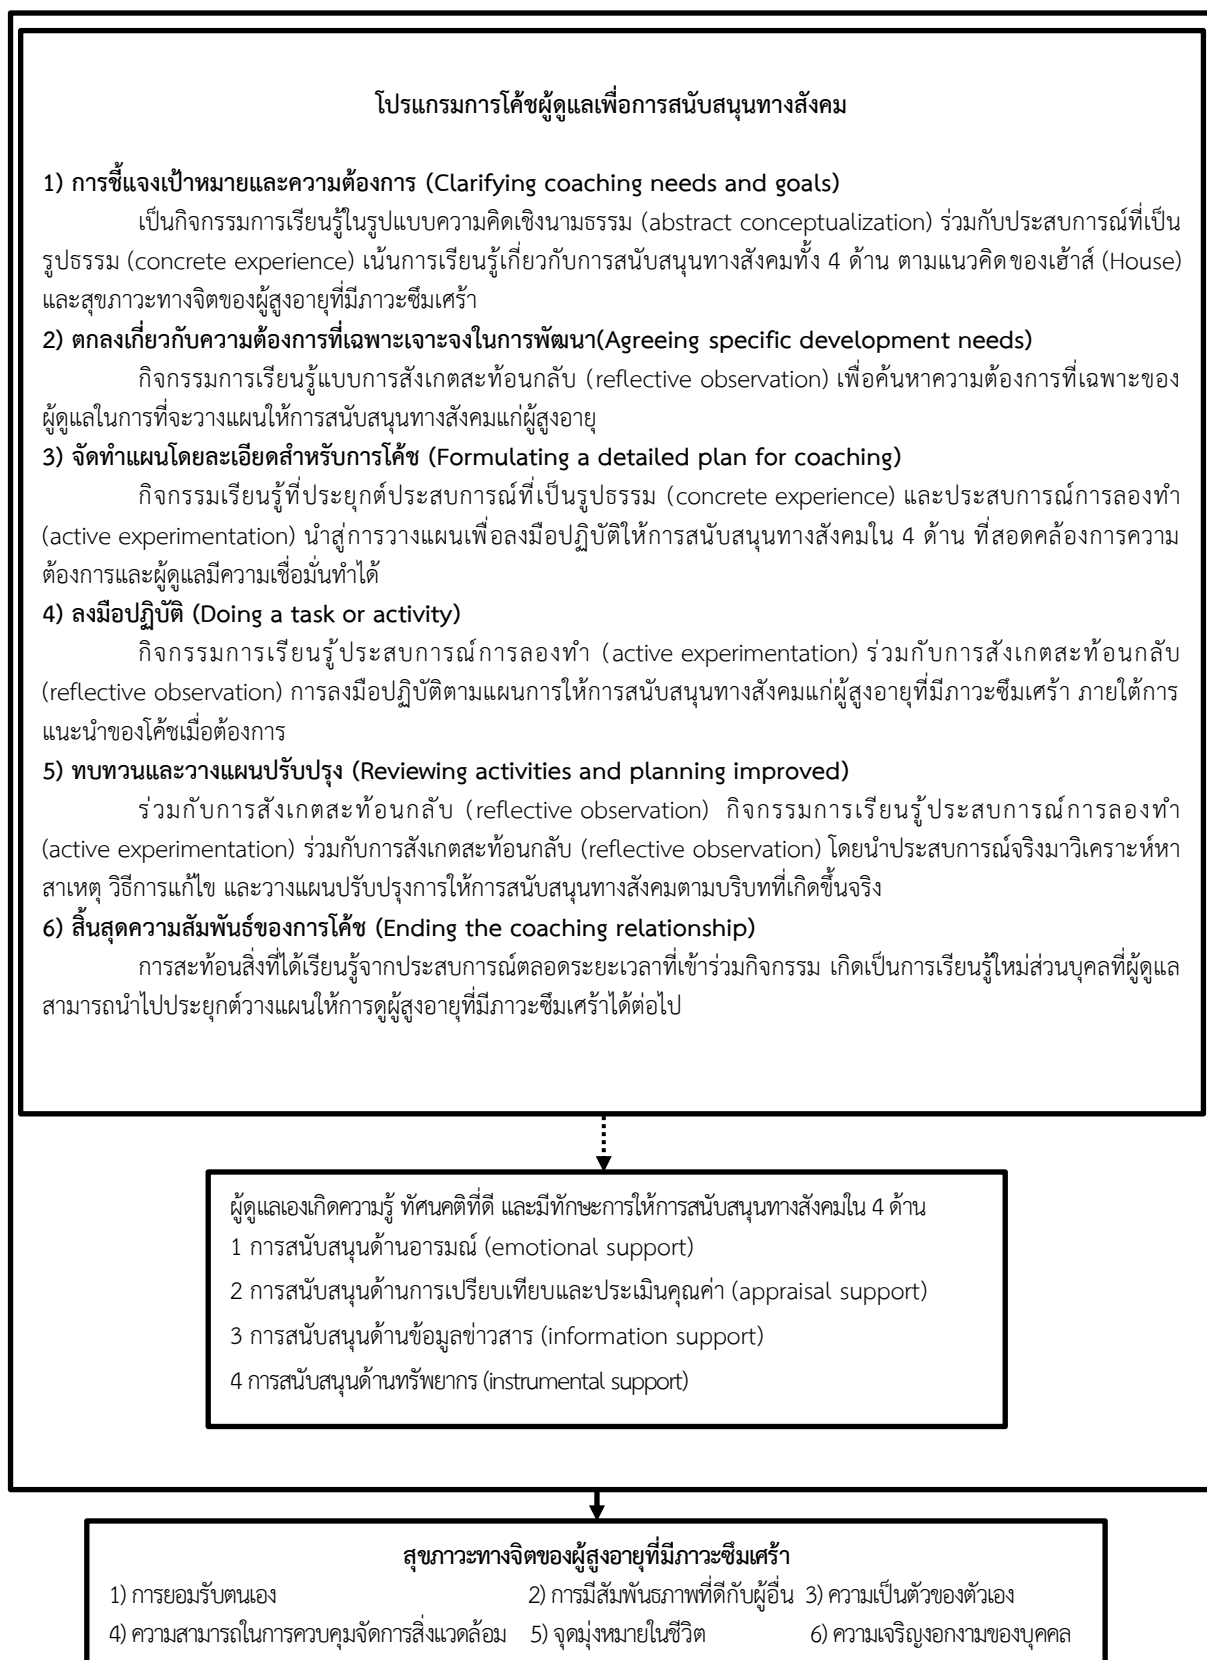 โปรแกรมการโค้ชผู้ดูแลเพื่อการสนับสนุนทางสังคม
1) การชี้แจงเป้าหมายและความต้องการ (Clarifying coaching needs and goals)
เป็นกิจกรรมการเรียนรู้ในรูปแบบความคิดเชิงนามธรรม (abstract conceptualization) ร่วมกับประสบการณ์ที่เป็น
รูปธรรม (concrete experience) เน้นการเรียนรู้เกี่ยวกับการสนับสนุนทางสังคมทั้ง 4 ด้าน ตามแนวคิดของเฮ้าส์ (House)
และสุขภาวะทางจิตของผู้สูงอายุที่มีภาวะซึมเศร้า
2) ตกลงเกี่ยวกับความต้องการที่เฉพาะเจาะจงในการพัฒนา(Agreeing specific development needs)
กิจกรรมการเรียนรู้แบบการสังเกตสะท้อนกลับ (reflective observation) เพื่อค้นหาความต้องการที่เฉพาะของ
ผู้ดูแลในการที่จะวางแผนให้การสนับสนุนทางสังคมแก่ผู้สูงอายุ
3) จัดทำแผนโดยละเอียดสำหรับการโค้ช (Formulating a detailed plan for coaching)
กิจกรรมเรียนรู้ที่ประยุกต์ประสบการณ์ที่เป็นรูปธรรม (concrete experience) และประสบการณ์การลองทำ
(active experimentation) นำสู่การวางแผนเพื่อลงมือปฏิบัติให้การสนับสนุนทางสังคมใน 4 ด้าน ที่สอดคล้องการความ
ต้องการและผู้ดูแลมีความเชื่อมั่นทำได้
4) ลงมือปฏิบัติ (Doing a task or activity)
กิจกรรมการเรียนรู้ประสบการณ์การลองทำ (active experimentation) ร่วมกับการสังเกตสะท้อนกลับ
(reflective observation) การลงมือปฏิบัติตามแผนการให้การสนับสนุนทางสังคมแก่ผู้สูงอายุที่มีภาวะซึมเศร้า ภายใต้การ
แนะนำของโค้ชเมื่อต้องการ
5) ทบทวนและวางแผนปรับปรุง (Reviewing activities and planning improved)
ร่วมกับการสังเกตสะท้อนกลับ (reflective observation) กิจกรรมการเรียนรู้ประสบการณ์การลองทำ
(active experimentation) ร่วมกับการสังเกตสะท้อนกลับ (reflective observation) โดยนำประสบการณ์จริงมาวิเคราะห์หา
สาเหตุ วิธีการแก้ไข และวางแผนปรับปรุงการให้การสนับสนุนทางสังคมตามบริบทที่เกิดขึ้นจริง
6) สิ้นสุดความสัมพันธ์ของการโค้ช (Ending the coaching relationship)
การสะท้อนสิ่งที่ได้เรียนรู้จากประสบการณ์ตลอดระยะเวลาที่เข้าร่วมกิจกรรม เกิดเป็นการเรียนรู้ใหม่ส่วนบุคคลที่ผู้ดูแล
สามารถนำไปประยุกต์วางแผนให้การดูผู้สูงอายุที่มีภาวะซึมเศร้าได้ต่อไป
ผู้ดูแลเองเกิดความรู้ ทัศนคติที่ดี และมีทักษะการให้การสนับสนุนทางสังคมใน 4 ด้าน
1 การสนับสนุนด้านอารมณ์ (emotional support)
2 การสนับสนุนด้านการเปรียบเทียบและประเมินคุณค่า (appraisal support)
3 การสนับสนุนด้านข้อมูลข่าวสาร (information support)
4 การสนับสนุนด้านทรัพยากร (instrumental support)
สุขภาวะทางจิตของผู้สูงอายุที่มีภาวะซึมเศร้า
1) การยอมรับตนเอง 2) การมีสัมพันธภาพที่ดีกับผู้อื่น 3) ความเป็นตัวของตัวเอง
4) ความสามารถในการควบคุมจัดการสิ่งแวดล้อม 5) จุดมุ่งหมายในชีวิต 6) ความเจริญงอกงามของบุคคล